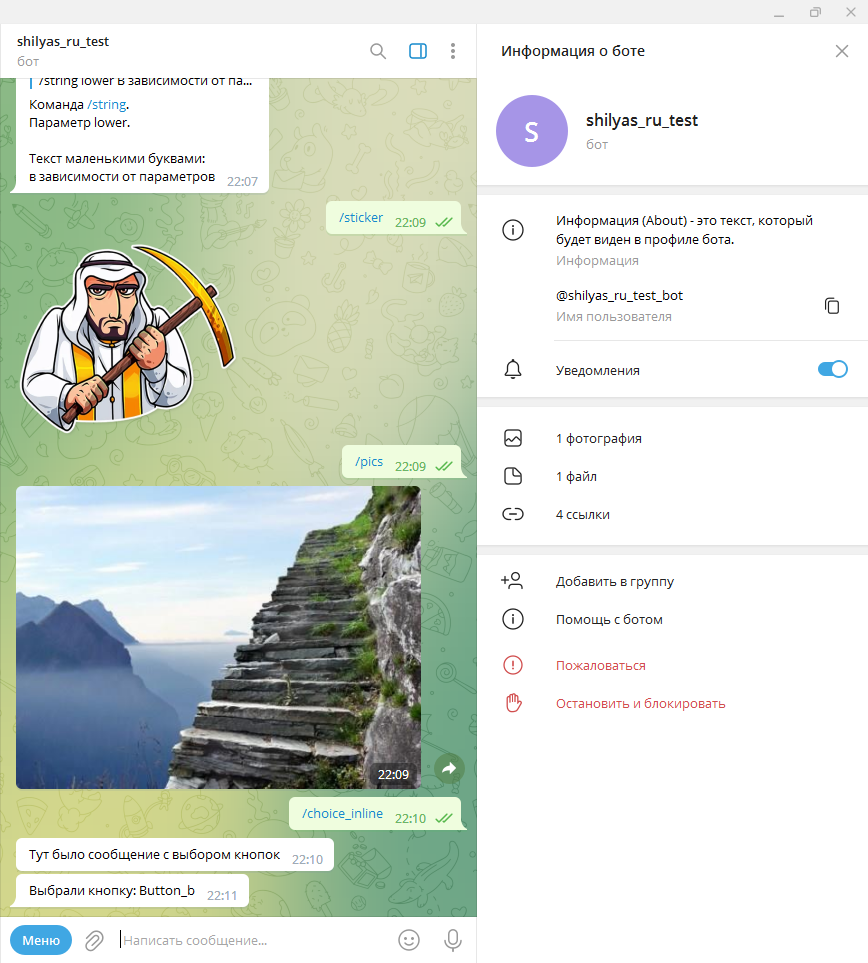 shilyas_ru_test
бот
/string lower в зависимости от па...
Команда /string.
Параметр lower.
Текст маленькими буквами:
в зависимости от параметров 22:07
/sticker 22:09
/pics 22:09
22:09
/choice_inline 22:10
Тут было сообщение с выбором кнопок 22:10
Выбрали кнопку: Button_b 22:11
Меню
Написать сообщение...
Информация о боте
S
shilyas_ru_test
бот
Информация (About) - это текст, который
будет виден в профиле бота.
Информация
@shilyas_ru_test_bot
Имя пользователя
Уведомления
1 фотография
1 файл
4 ссылки
Добавить в группу
Помощь с ботом
Пожаловаться
Остановить и блокировать